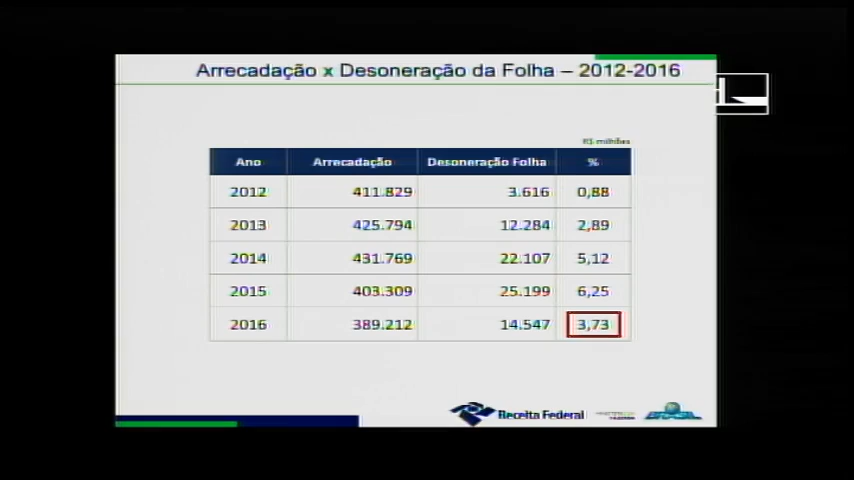 Arrecadação x Desoneração da Folha – 2012-2016
R$ milhões
Ano Arrecadação Desoneração Folha %
2012 411.829 3.616 0,88
2013 425.794 12.284 2,89
2014 431.769 22.107 5,12
2015 403.309 25.199 6,25
2016 389.212 14.547 3,73
Receita Federal